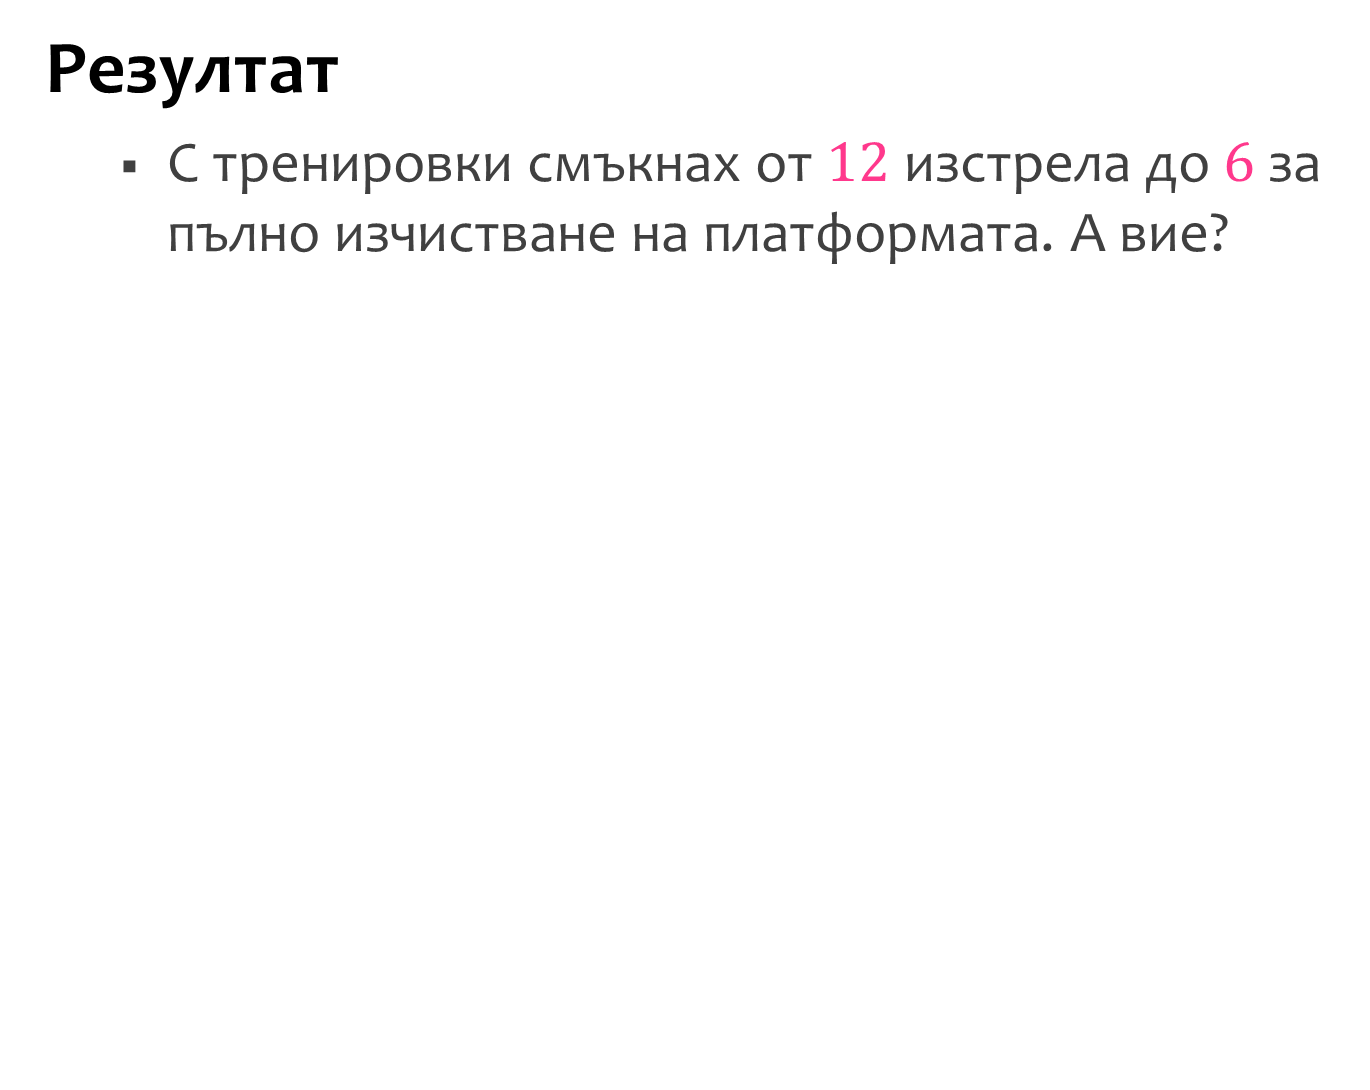 Резултат
▪ С тренировки смъкнах от 12 изстрела до 6 за
пълно изчистване на платформата. А вие?